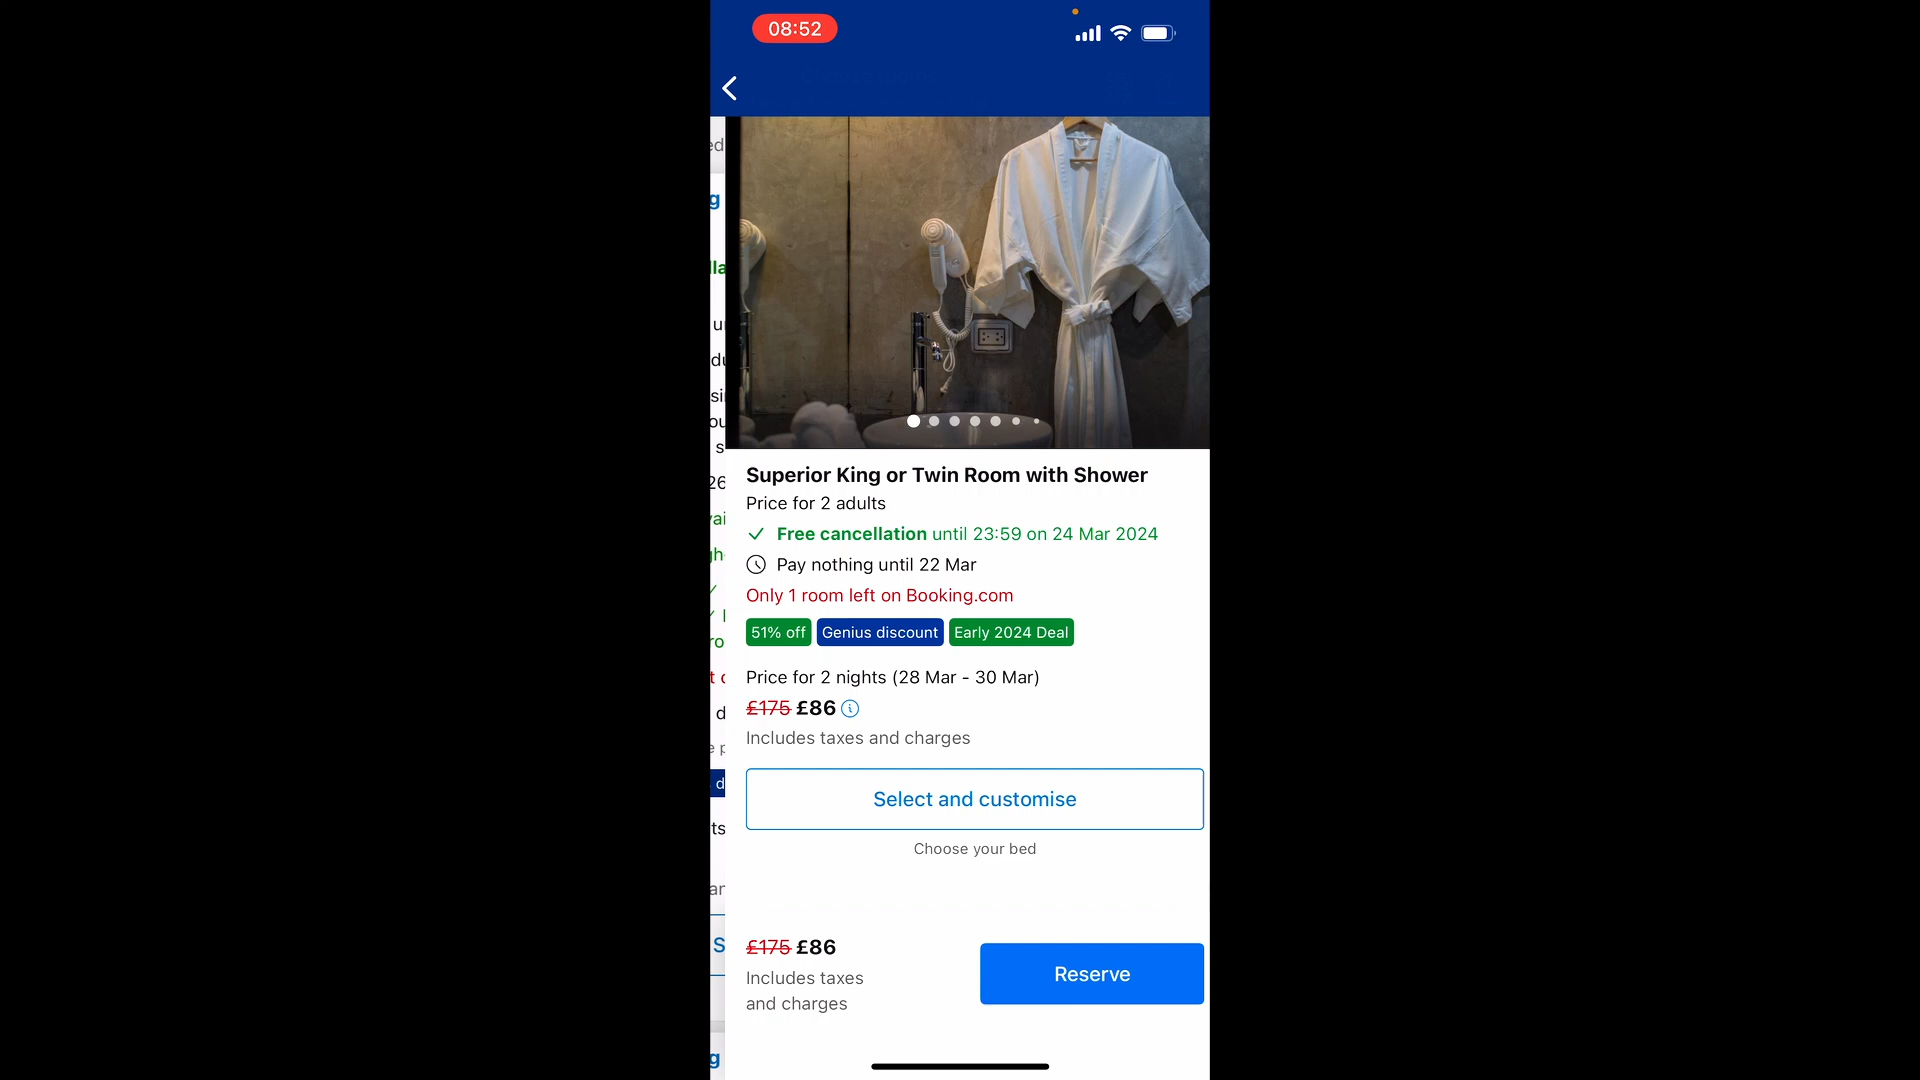 08:52
Superior King or Twin Room with Shower
Price for 2 adults
Free cancellation until 23:59 on 24 Mar 2024
Pay nothing until 22 Mar
Only 1 room left on Booking.com
51% off Genius discount Early 2024 Deal
Price for 2 nights (28 Mar - 30 Mar)
£175 £86
Includes taxes and charges
Select and customise
Choose your bed
£175 £86
Includes taxes
and charges
Reserve